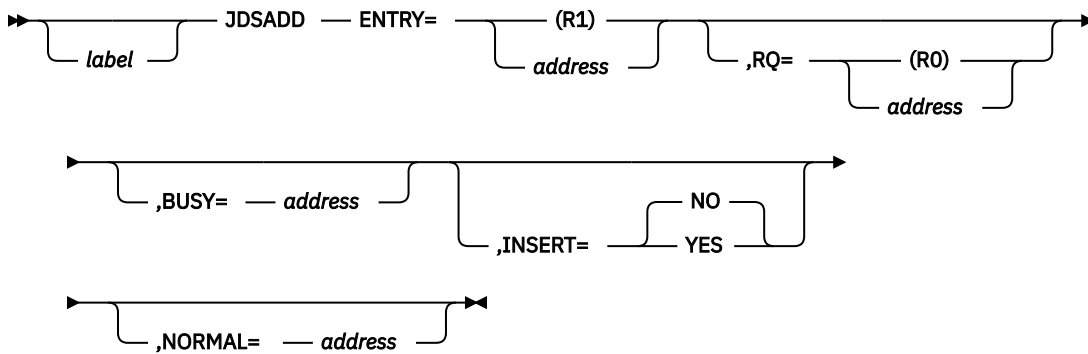 JDSADD ENTRY= (R1)
label address ,RQ= (R0)
address
,BUSY= address NO
,INSERT= YES
,NORMAL= address